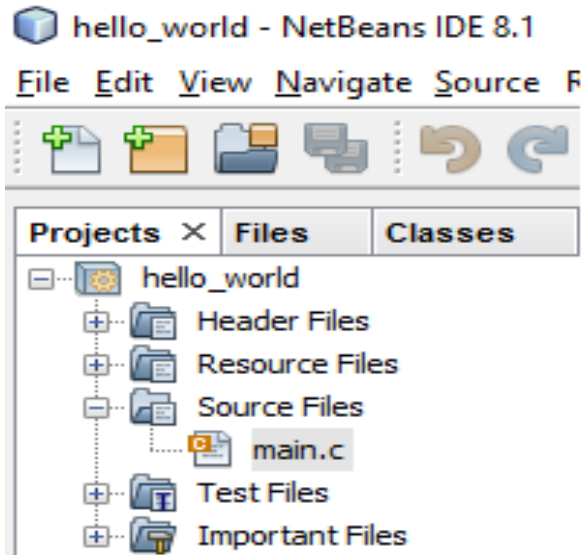 hello_world - NetBeans IDE 8.1
File Edit View Navigate Source R
Projects Files Classes
hello_world
Header Files
Resource Files
Source Files
main.c
Test Files
Important Files